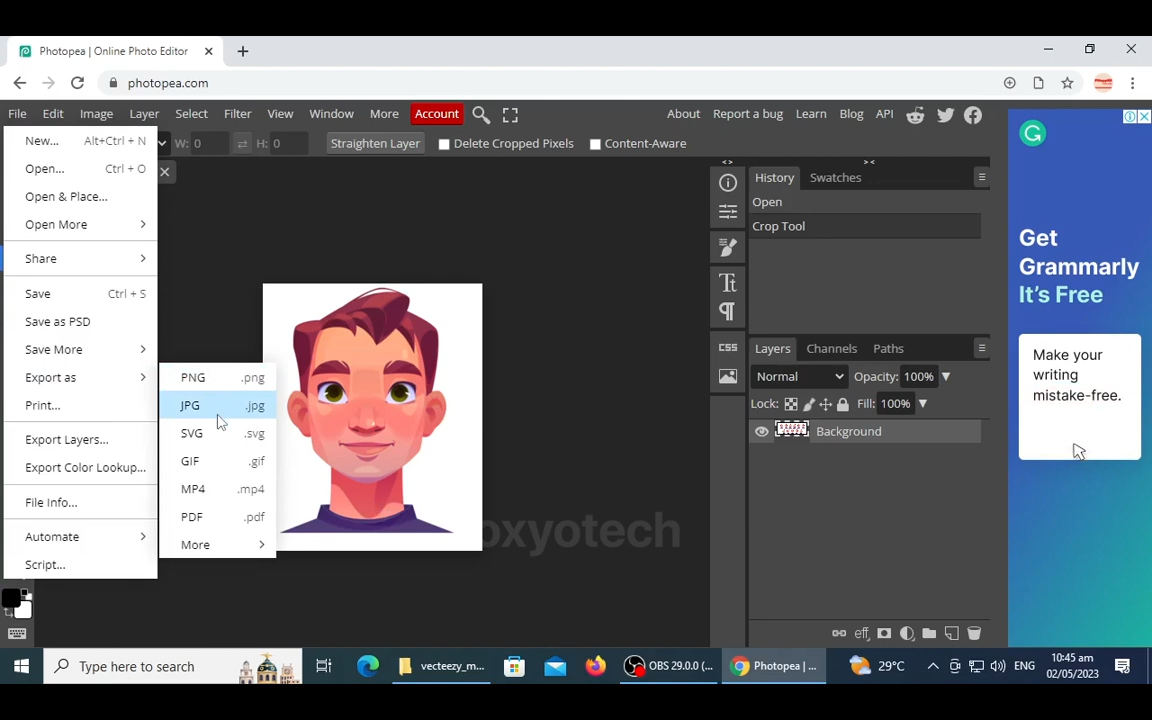 Photopea | Online Photo Editor
photopea.com
File Edit Image Layer Select Filter View Window More Account About Report a bug Learn Blog API
W: 0 H: 0 Straighten Layer Delete Cropped Pixels Content-Aware
New... Alt+Ctrl + N
Open... Ctrl + O
Open & Place...
Open More
Share
Save Ctrl + S
Save as PSD
Save More
Export as
Print...
Export Layers...
Export Color Lookup...
File Info...
Automate
Script...
PNG .png
JPG .jpg
SVG .svg
GIF .gif
MP4 .mp4
PDF .pdf
More
oxyotech
CSS
< >
> <
History Swatches
Open
Crop Tool
Layers Channels Paths
Normal Opacity: 100%
Lock: Fill: 100%
Background
eff
Get
Grammarly
It's Free
Make your
writing
mistake-free.
Type here to search
vecteezy_m...
OBS 29.0.0 (...
Photopea | ...
29°C
ENG
10:45 am
02/05/2023